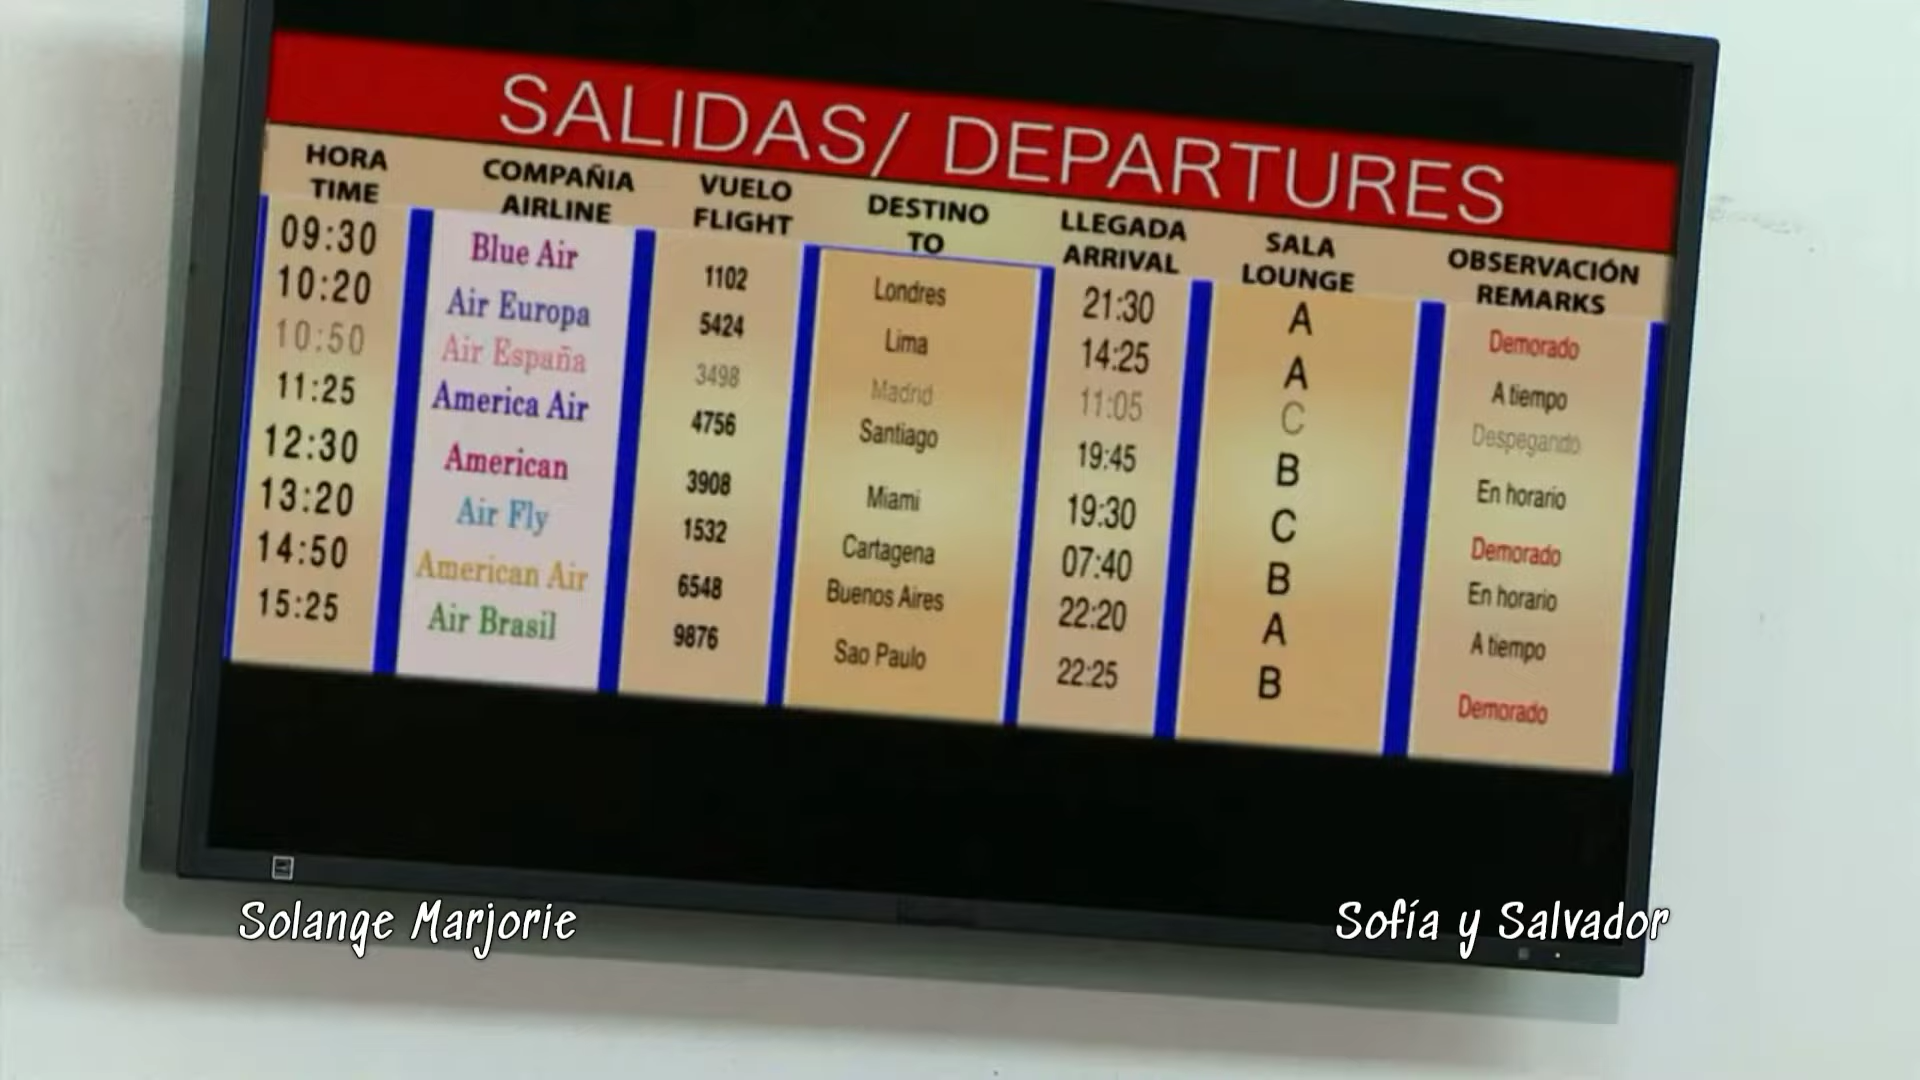 SALIDAS/ DEPARTURES
HORA TIME COMPAÑIA AIRLINE VUELO FLIGHT DESTINO TO LLEGADA ARRIVAL SALA LOUNGE OBSERVACIÓN REMARKS
09:30 Blue Air 1102 Londres 21:30 A Demorado
10:20 Air Europa 5424 Lima 14:25 A A tiempo
10:50 Air España 3498 Madrid 11:05 C Despegando
11:25 America Air 4756 Santiago 19:45 B En horario
12:30 American 3908 Miami 19:30 C Demorado
13:20 Air Fly 1532 Cartagena 07:40 B En horario
14:50 American Air 6548 Buenos Aires 22:20 A A tiempo
15:25 Air Brasil 9876 Sao Paulo 22:25 B Demorado
Solange Marjorie
Sofía y Salvador